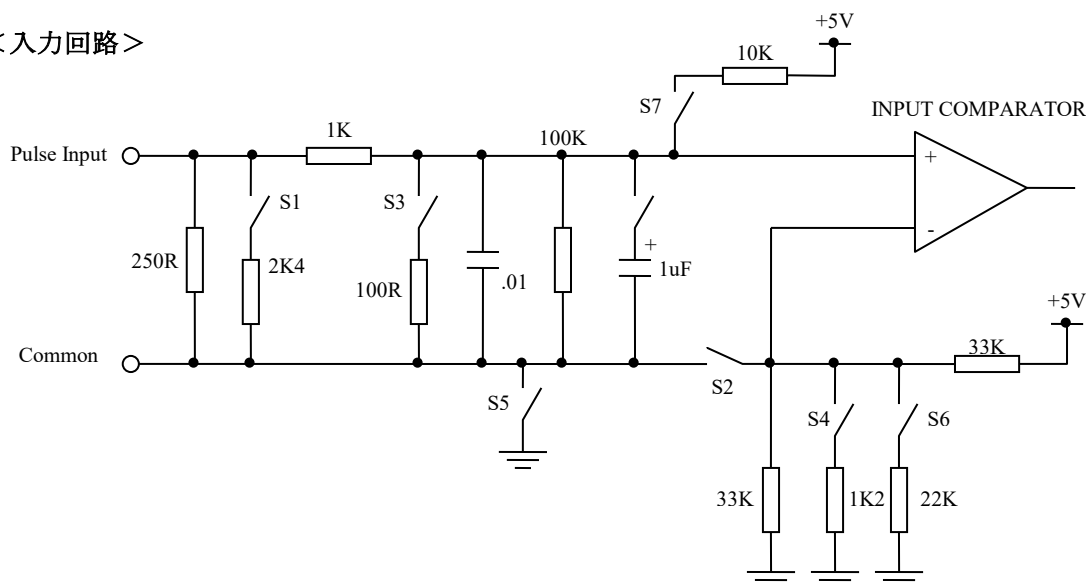 ＜入力回路＞
+5V
10K
S7
INPUT COMPARATOR
1K
100K
Pulse Input
+
S1
S3
-
250R
2K4
100R
.01
+
1uF
+5V
Common
33K
S2
S5
S4
S6
33K
1K2
22K